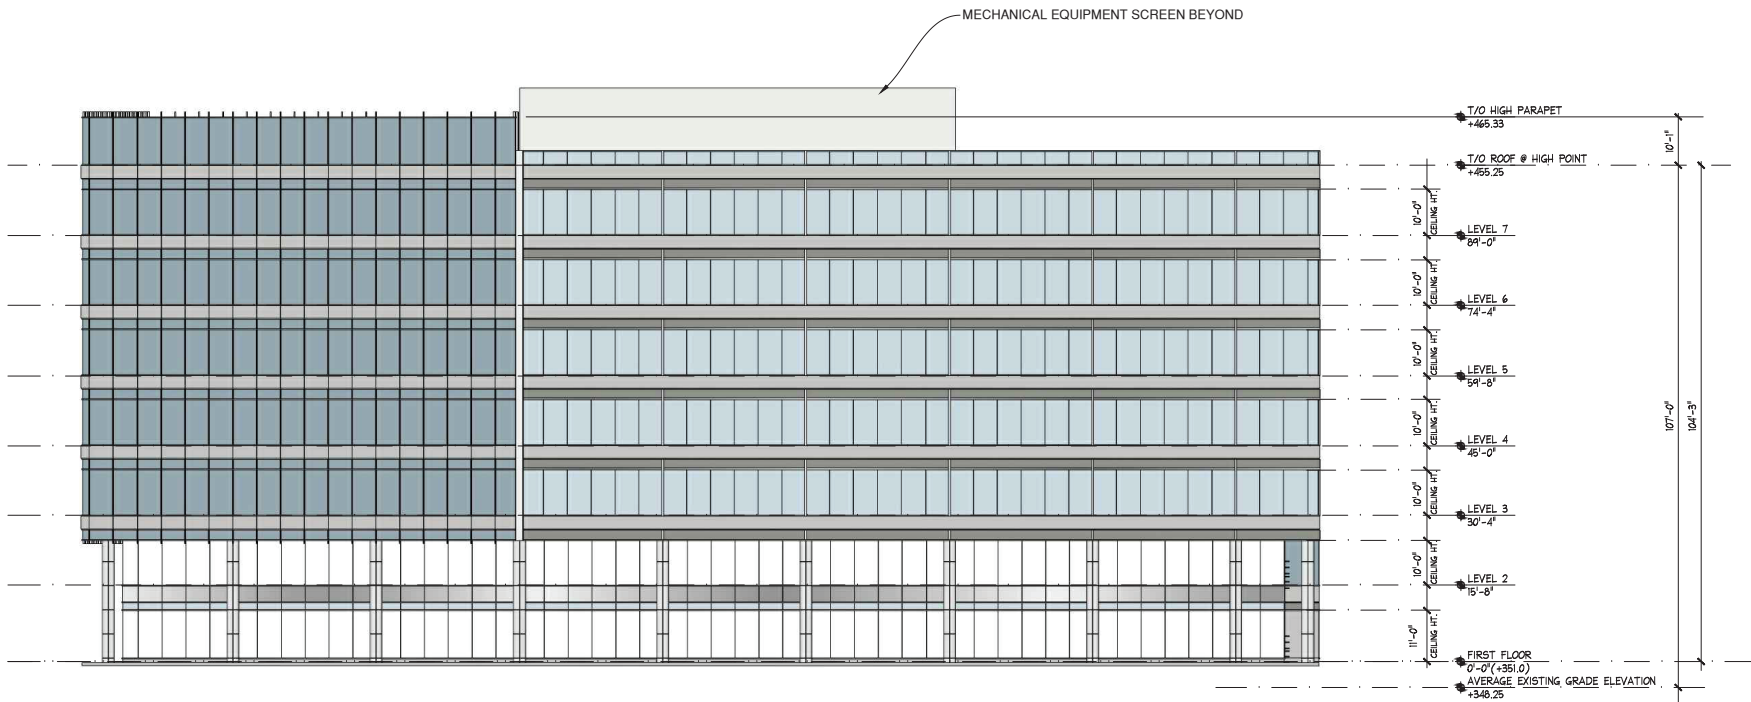 MECHANICAL EQUIPMENT SCREEN BEYOND
T/O HIGH PARAPET
+465.33
10'-1"
T/O ROOF @ HIGH POINT
+455.25
10'-0"
CEILING HT.
LEVEL 7
89'-0"
10'-0"
CEILING HT.
LEVEL 6
74'-4"
10'-0"
CEILING HT.
LEVEL 5
59'-8"
107'-0"
104'-3"
10'-0"
CEILING HT.
LEVEL 4
45'-0"
10'-0"
CEILING HT.
LEVEL 3
30'-4"
10'-0"
CEILING HT.
LEVEL 2
15'-8"
11'-0"
CEILING HT.
FIRST FLOOR
0'-0"(+351.0)
AVERAGE EXISTING GRADE ELEVATION
+348.25